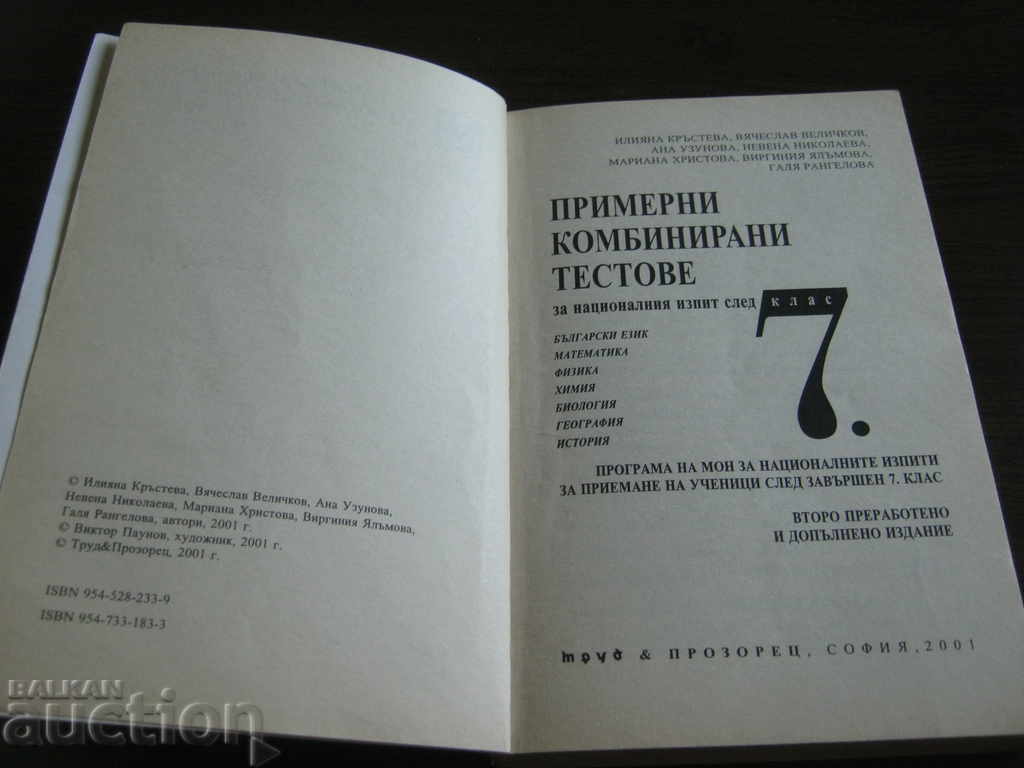 © Илияна Кръстева, Вячеслав Величков, Ана Узунова,
Невена Николаева, Мариана Христова, Виргиния Ялъмова,
Галя Рангелова, автори, 2001 г.
© Виктор Паунов, художник, 2001 г.
© Труд&Прозорец, 2001 г.
ISBN 954-528-233-9
ISBN 954-733-183-3
ИЛИЯНА КРЪСТЕВА, ВЯЧЕСЛАВ ВЕЛИЧКОВ,
АНА УЗУНОВА, НЕВЕНА НИКОЛАЕВА,
МАРИАНА ХРИСТОВА, ВИРГИНИЯ ЯЛЪМОВА,
ГАЛЯ РАНГЕЛОВА
ПРИМЕРНИ
КОМБИНИРАНИ
ТЕСТОВЕ
за националния изпит след
клас
7.
БЪЛГАРСКИ ЕЗИК
МАТЕМАТИКА
ФИЗИКА
ХИМИЯ
БИОЛОГИЯ
ГЕОГРАФИЯ
ИСТОРИЯ
ПРОГРАМА НА МОН ЗА НАЦИОНАЛНИТЕ ИЗПИТИ
ЗА ПРИЕМАНЕ НА УЧЕНИЦИ СЛЕД ЗАВЪРШЕН 7. КЛАС
ВТОРО ПРЕРАБОТЕНО
И ДОПЪЛНЕНО ИЗДАНИЕ
труд & ПРОЗОРЕЦ, СОФИЯ, 2001
BALKAN
auction